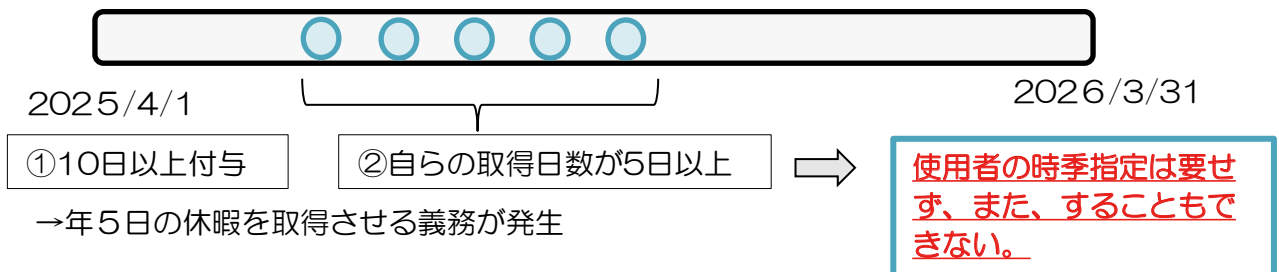 2025/4/1
2026/3/31
①10日以上付与
②自らの取得日数が5日以上
使用者の時季指定は要せ
ず、また、することもで
きない。
→年５日の休暇を取得させる義務が発生